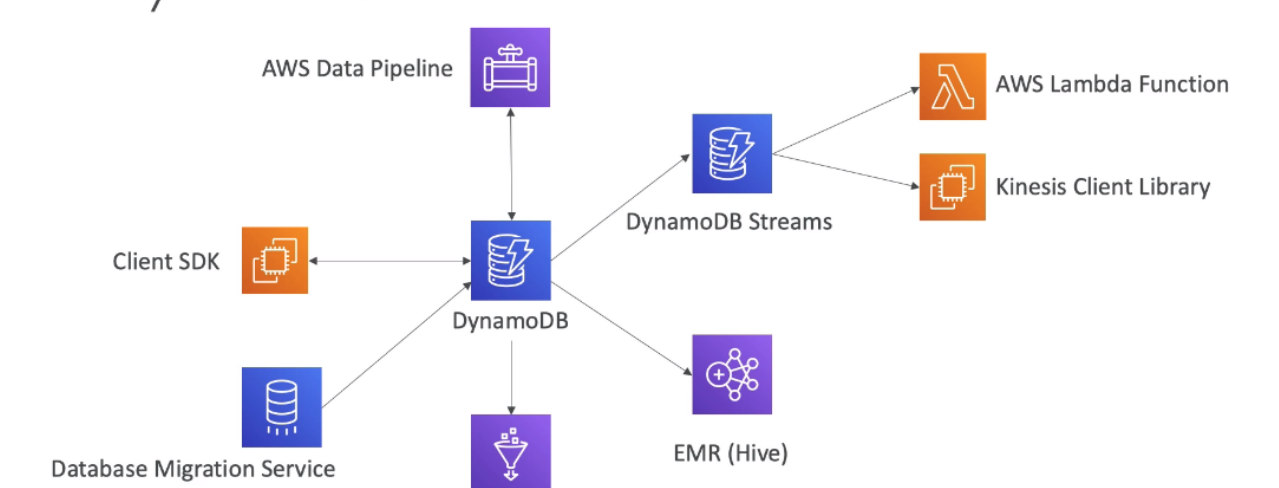 AWS Data Pipeline
AWS Lambda Function
Kinesis Client Library
DynamoDB Streams
Client SDK
DynamoDB
EMR (Hive)
Database Migration Service